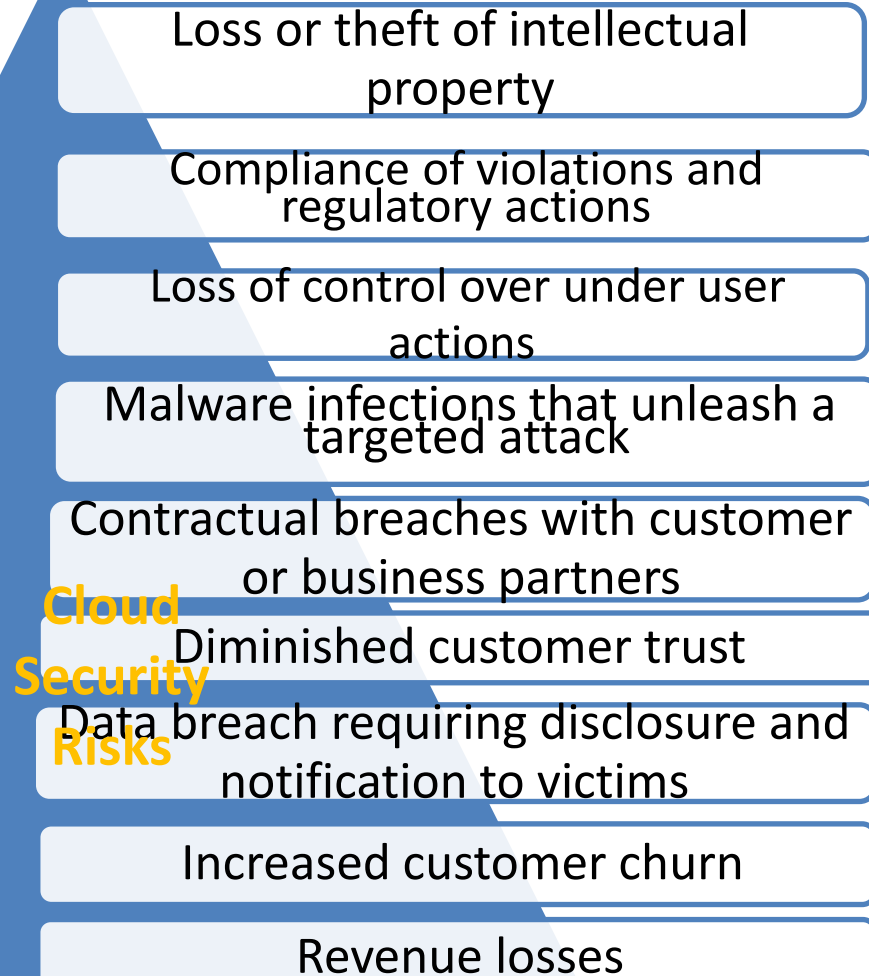 Loss or theft of intellectual
property
Compliance of violations and
regulatory actions
Loss of control over under user
actions
Malware infections that unleash a
targeted attack
Contractual breaches with customer
or business partners
Cloud
Security
Risks
Diminished customer trust
Data breach requiring disclosure and
notification to victims
Increased customer churn
Revenue losses